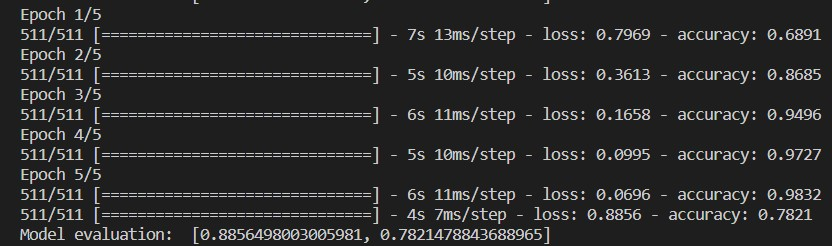 Epoch 1/5
511/511 [==============================] - 7s 13ms/step - loss: 0.7969 - accuracy: 0.6891
Epoch 2/5
511/511 [==============================] - 5s 10ms/step - loss: 0.3613 - accuracy: 0.8685
Epoch 3/5
511/511 [==============================] - 6s 11ms/step - loss: 0.1658 - accuracy: 0.9496
Epoch 4/5
511/511 [==============================] - 5s 10ms/step - loss: 0.0995 - accuracy: 0.9727
Epoch 5/5
511/511 [==============================] - 6s 11ms/step - loss: 0.0696 - accuracy: 0.9832
511/511 [==============================] - 4s 7ms/step - loss: 0.8856 - accuracy: 0.7821
Model evaluation:  [0.8856498003005981, 0.7821478843688965]